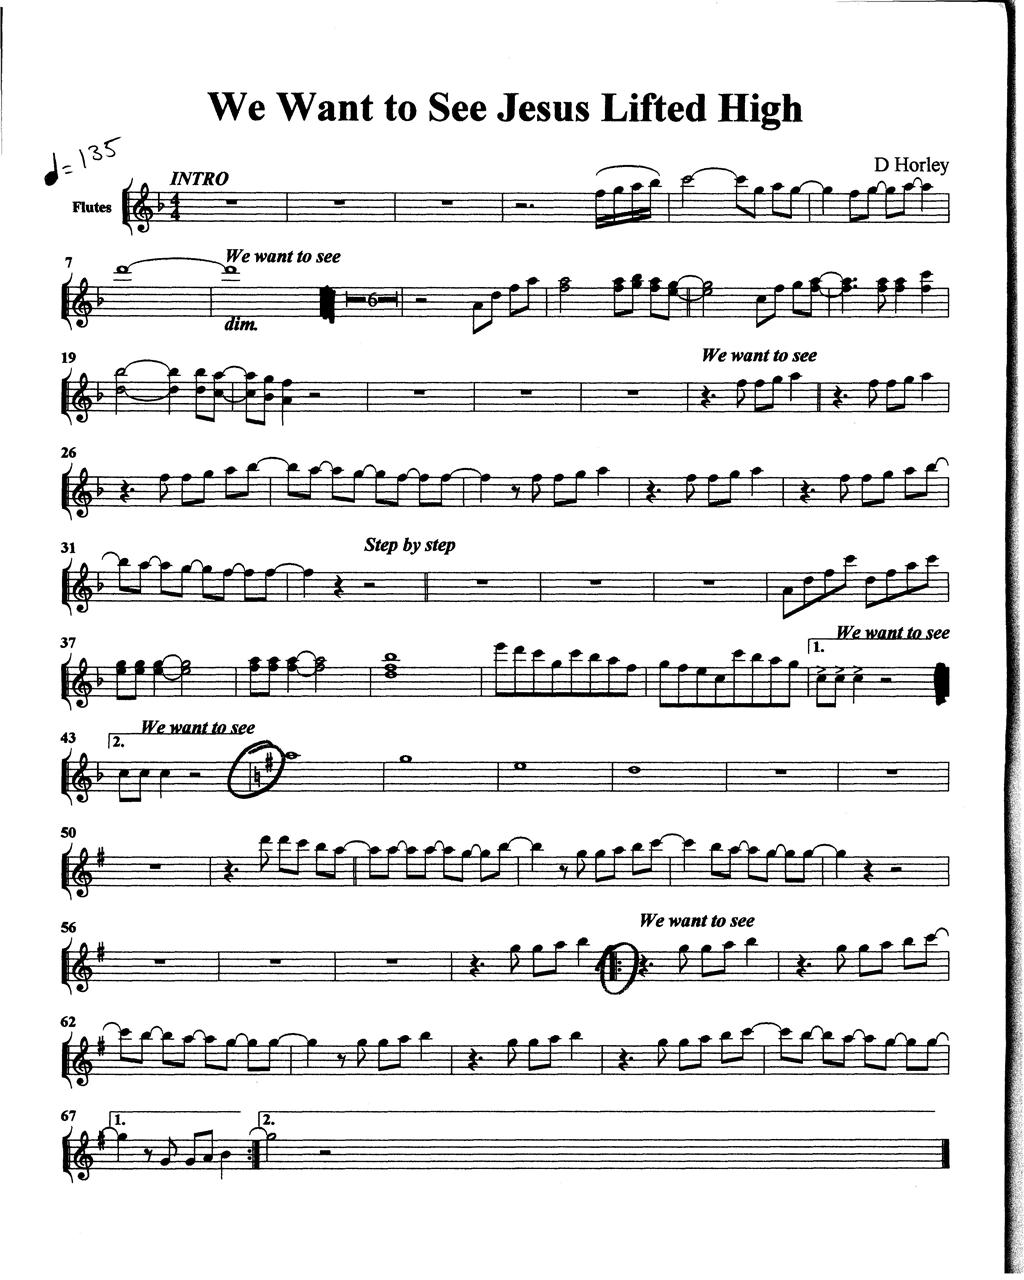 We Want to See Jesus Lifted High
♩=135
D Horley
INTRO
Flutes
4
4
7
We want to see
6
dim.
19
We want to see
26
31
Step by step
37
We want to see
1.
43
We want to see
2.
50
56
We want to see
62
67
1.
2.